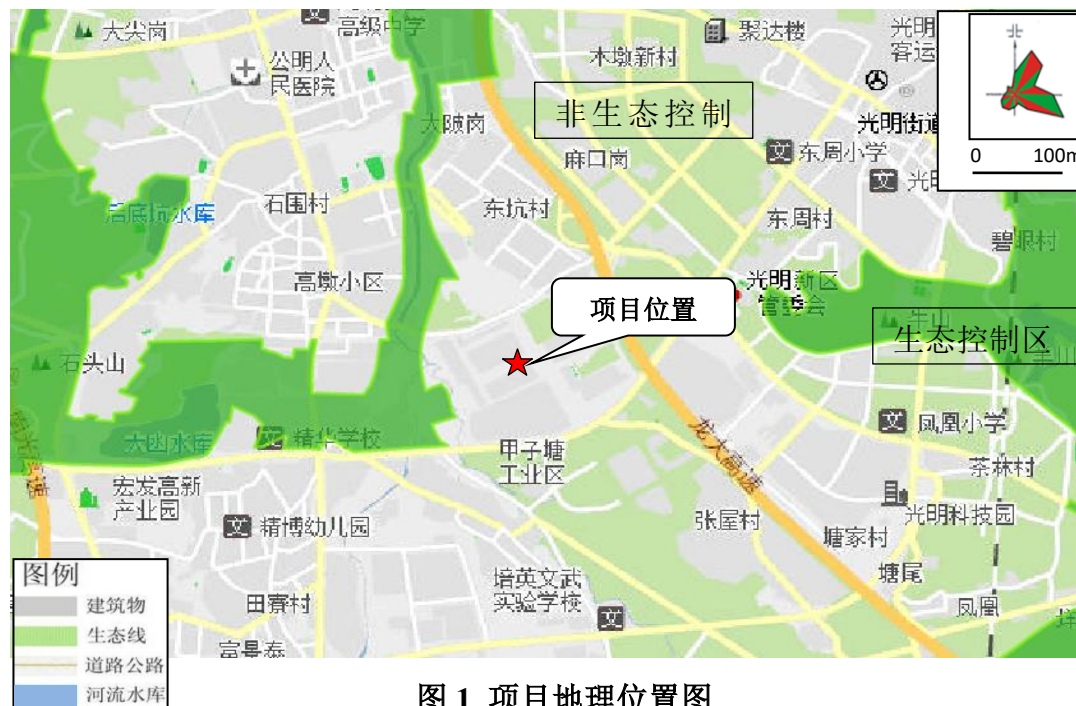 大尖岗
高级中学
公明人
民医院
聚达楼
光明
客运
木墩新村
北
非生态控制
大陂岗
光明街道
东周小学
麻口岗
0 100m
石围村
后底坑水库
东坑村
东周村
碧眼村
高墩小区
光明新区
管委会
项目位置
牛山
生态控制区
石头山
凤凰小学
大凼水库
精华学校
甲子塘
工业区
龙大高速
茶林村
宏发高新
产业园
精博幼儿园
张屋村
光明科技园
塘家村
培英文武
实验学校
塘尾
凤凰
田寮村
图例
建筑物
生态线
道路公路
河流水库
图 1 项目地理位置图